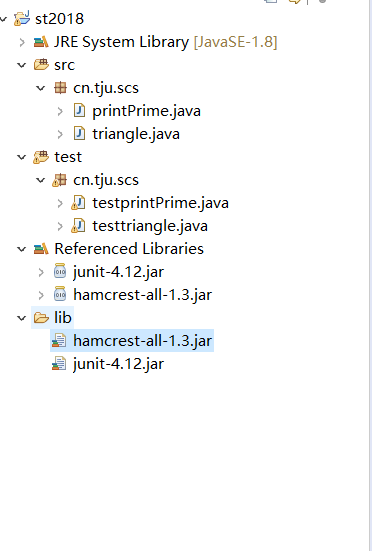 st2018
JRE System Library [JavaSE-1.8]
src
cn.tju.scs
printPrime.java
triangle.java
test
cn.tju.scs
testprintPrime.java
testtriangle.java
Referenced Libraries
junit-4.12.jar
hamcrest-all-1.3.jar
lib
hamcrest-all-1.3.jar
junit-4.12.jar